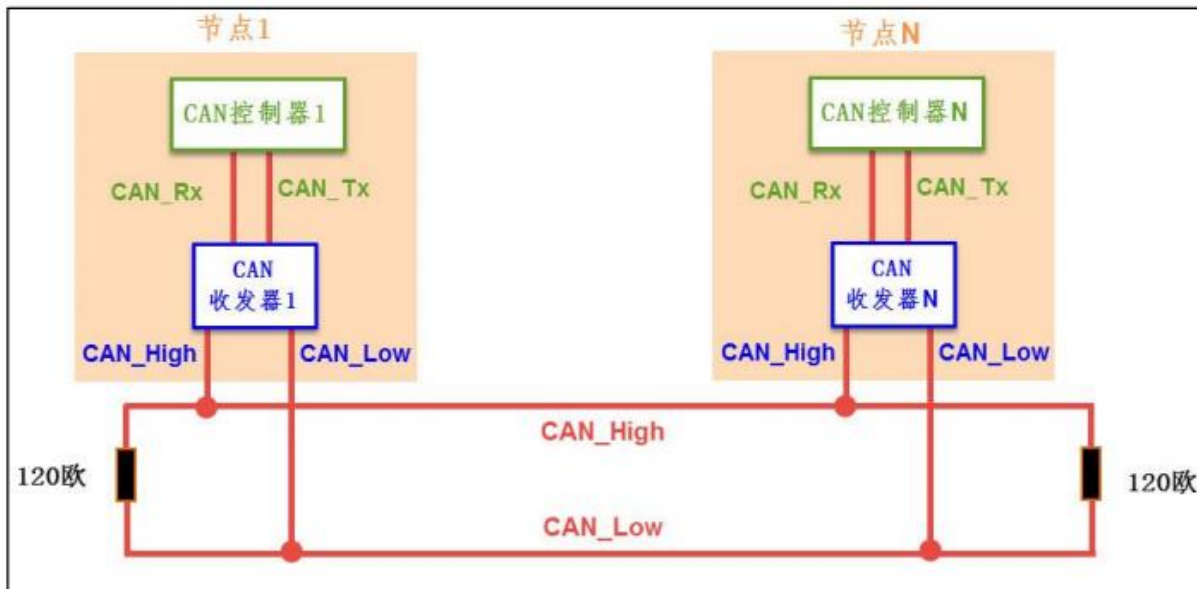 节点1
节点N
CAN控制器1
CAN控制器N
CAN_Rx
CAN_Tx
CAN_Rx
CAN_Tx
CAN
收发器1
CAN
收发器N
CAN_High
CAN_Low
CAN_High
CAN_Low
CAN_High
120欧
120欧
CAN_Low